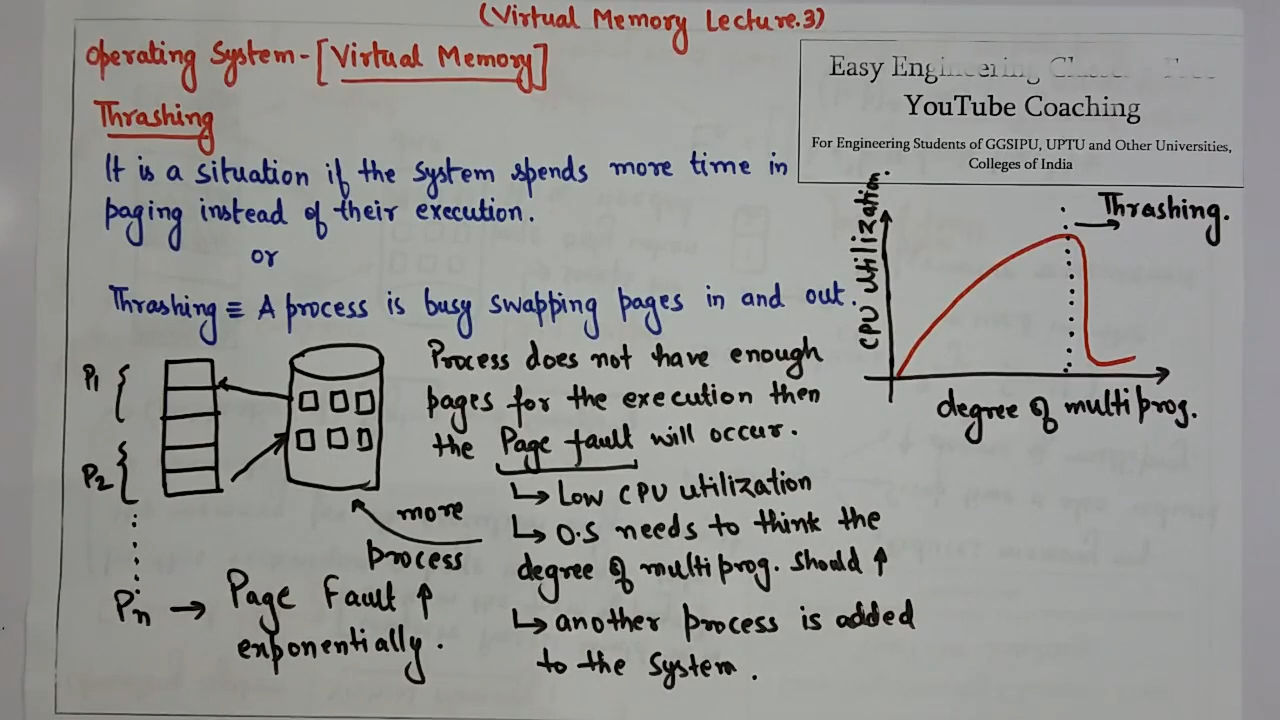 (Virtual Memory Lecture.3)
Operating System-[Virtual Memory]
Easy Engineering
YouTube Coaching
For Engineering Students of GGSIPU, UPTU and Other Universities,
Colleges of India
Thrashing
It is a situation if the system spends more time in
paging instead of their execution.
or
Thrashing ≡ A process is busy swapping pages in and out.
CPU utilization.
Thrashing.
degree of multiprog.
P1
P2
Pn → Page Fault ↑
exponentially.
more
process
Process does not have enough
pages for the execution then
the Page fault will occur.
↳ Low CPU utilization
↳ O.S needs to think the
degree of multiprog. should ↑
↳ another process is added
to the system.